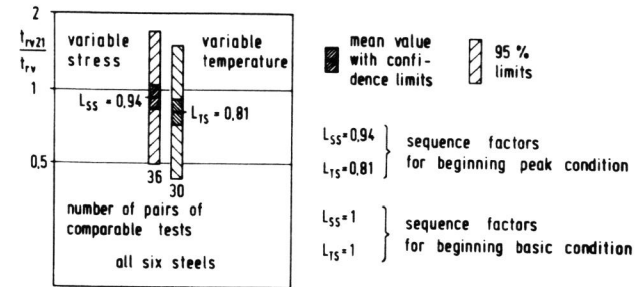 2
t_rv21
t_rv
1
0,5
variable stress
variable temperature
L_SS = 0,94
L_TS = 0,81
36
30
number of pairs of
comparable tests
all six steels
mean value
with confi-
dence limits
95 %
limits
L_SS=0,94
L_TS=0,81
sequence factors
for beginning peak condition
L_SS=1
L_TS=1
sequence factors
for beginning basic condition